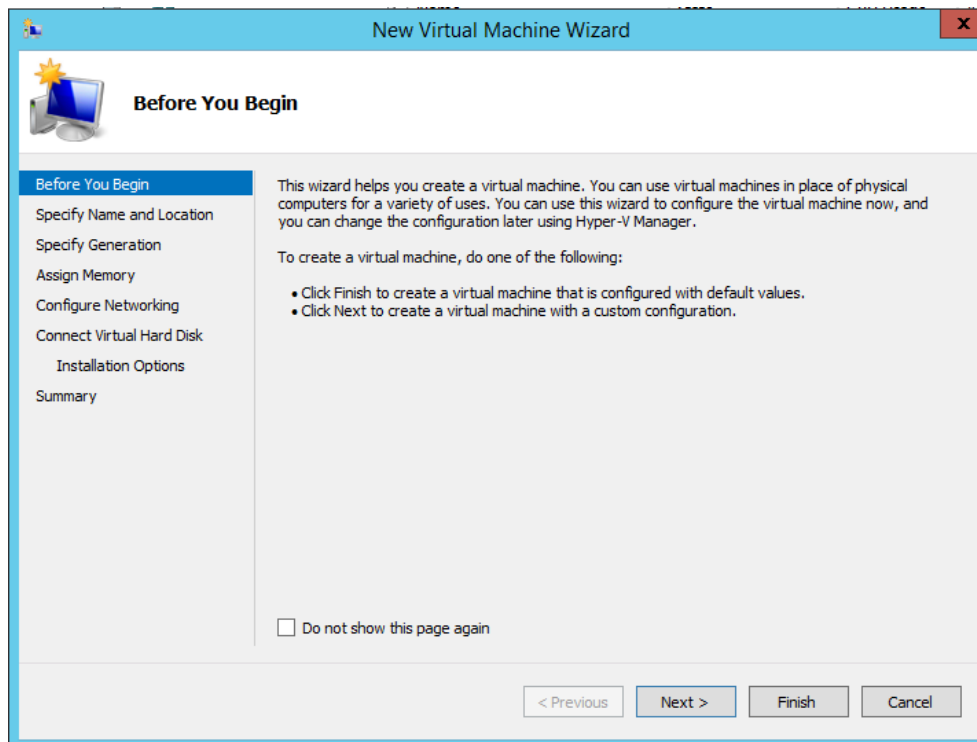 New Virtual Machine Wizard
x
Before You Begin
Before You Begin
Specify Name and Location
Specify Generation
Assign Memory
Configure Networking
Connect Virtual Hard Disk
Installation Options
Summary
This wizard helps you create a virtual machine. You can use virtual machines in place of physical
computers for a variety of uses. You can use this wizard to configure the virtual machine now, and
you can change the configuration later using Hyper-V Manager.
To create a virtual machine, do one of the following:
• Click Finish to create a virtual machine that is configured with default values.
• Click Next to create a virtual machine with a custom configuration.
Do not show this page again
< Previous
Next >
Finish
Cancel